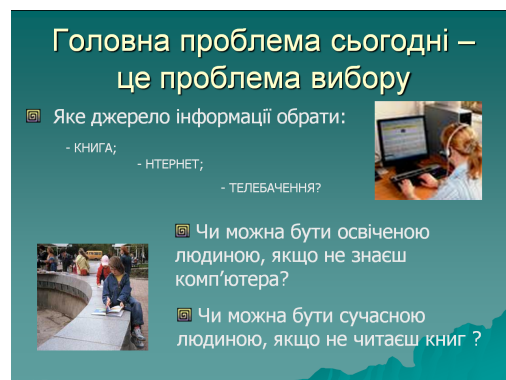 Головна проблема сьогодні –
це проблема вибору
Яке джерело інформації обрати:
- КНИГА;
- НТЕРНЕТ;
- ТЕЛЕБАЧЕННЯ?
Чи можна бути освіченою
людиною, якщо не знаєш
комп'ютера?
Чи можна бути сучасною
людиною, якщо не читаєш книг ?